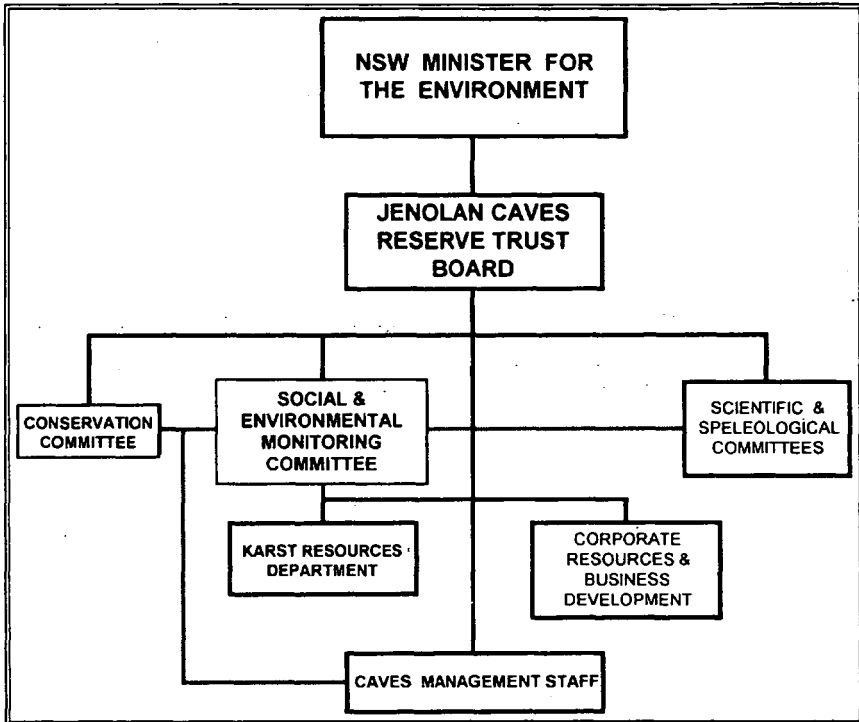 NSW MINISTER FOR
THE ENVIRONMENT
JENOLAN CAVES
RESERVE TRUST
BOARD
CONSERVATION
COMMITTEE
SOCIAL &
ENVIRONMENTAL
MONITORING
COMMITTEE
SCIENTIFIC &
SPELEOLOGICAL
COMMITTEES
KARST RESOURCES
DEPARTMENT
CORPORATE
RESOURCES &
BUSINESS
DEVELOPMENT
CAVES MANAGEMENT STAFF